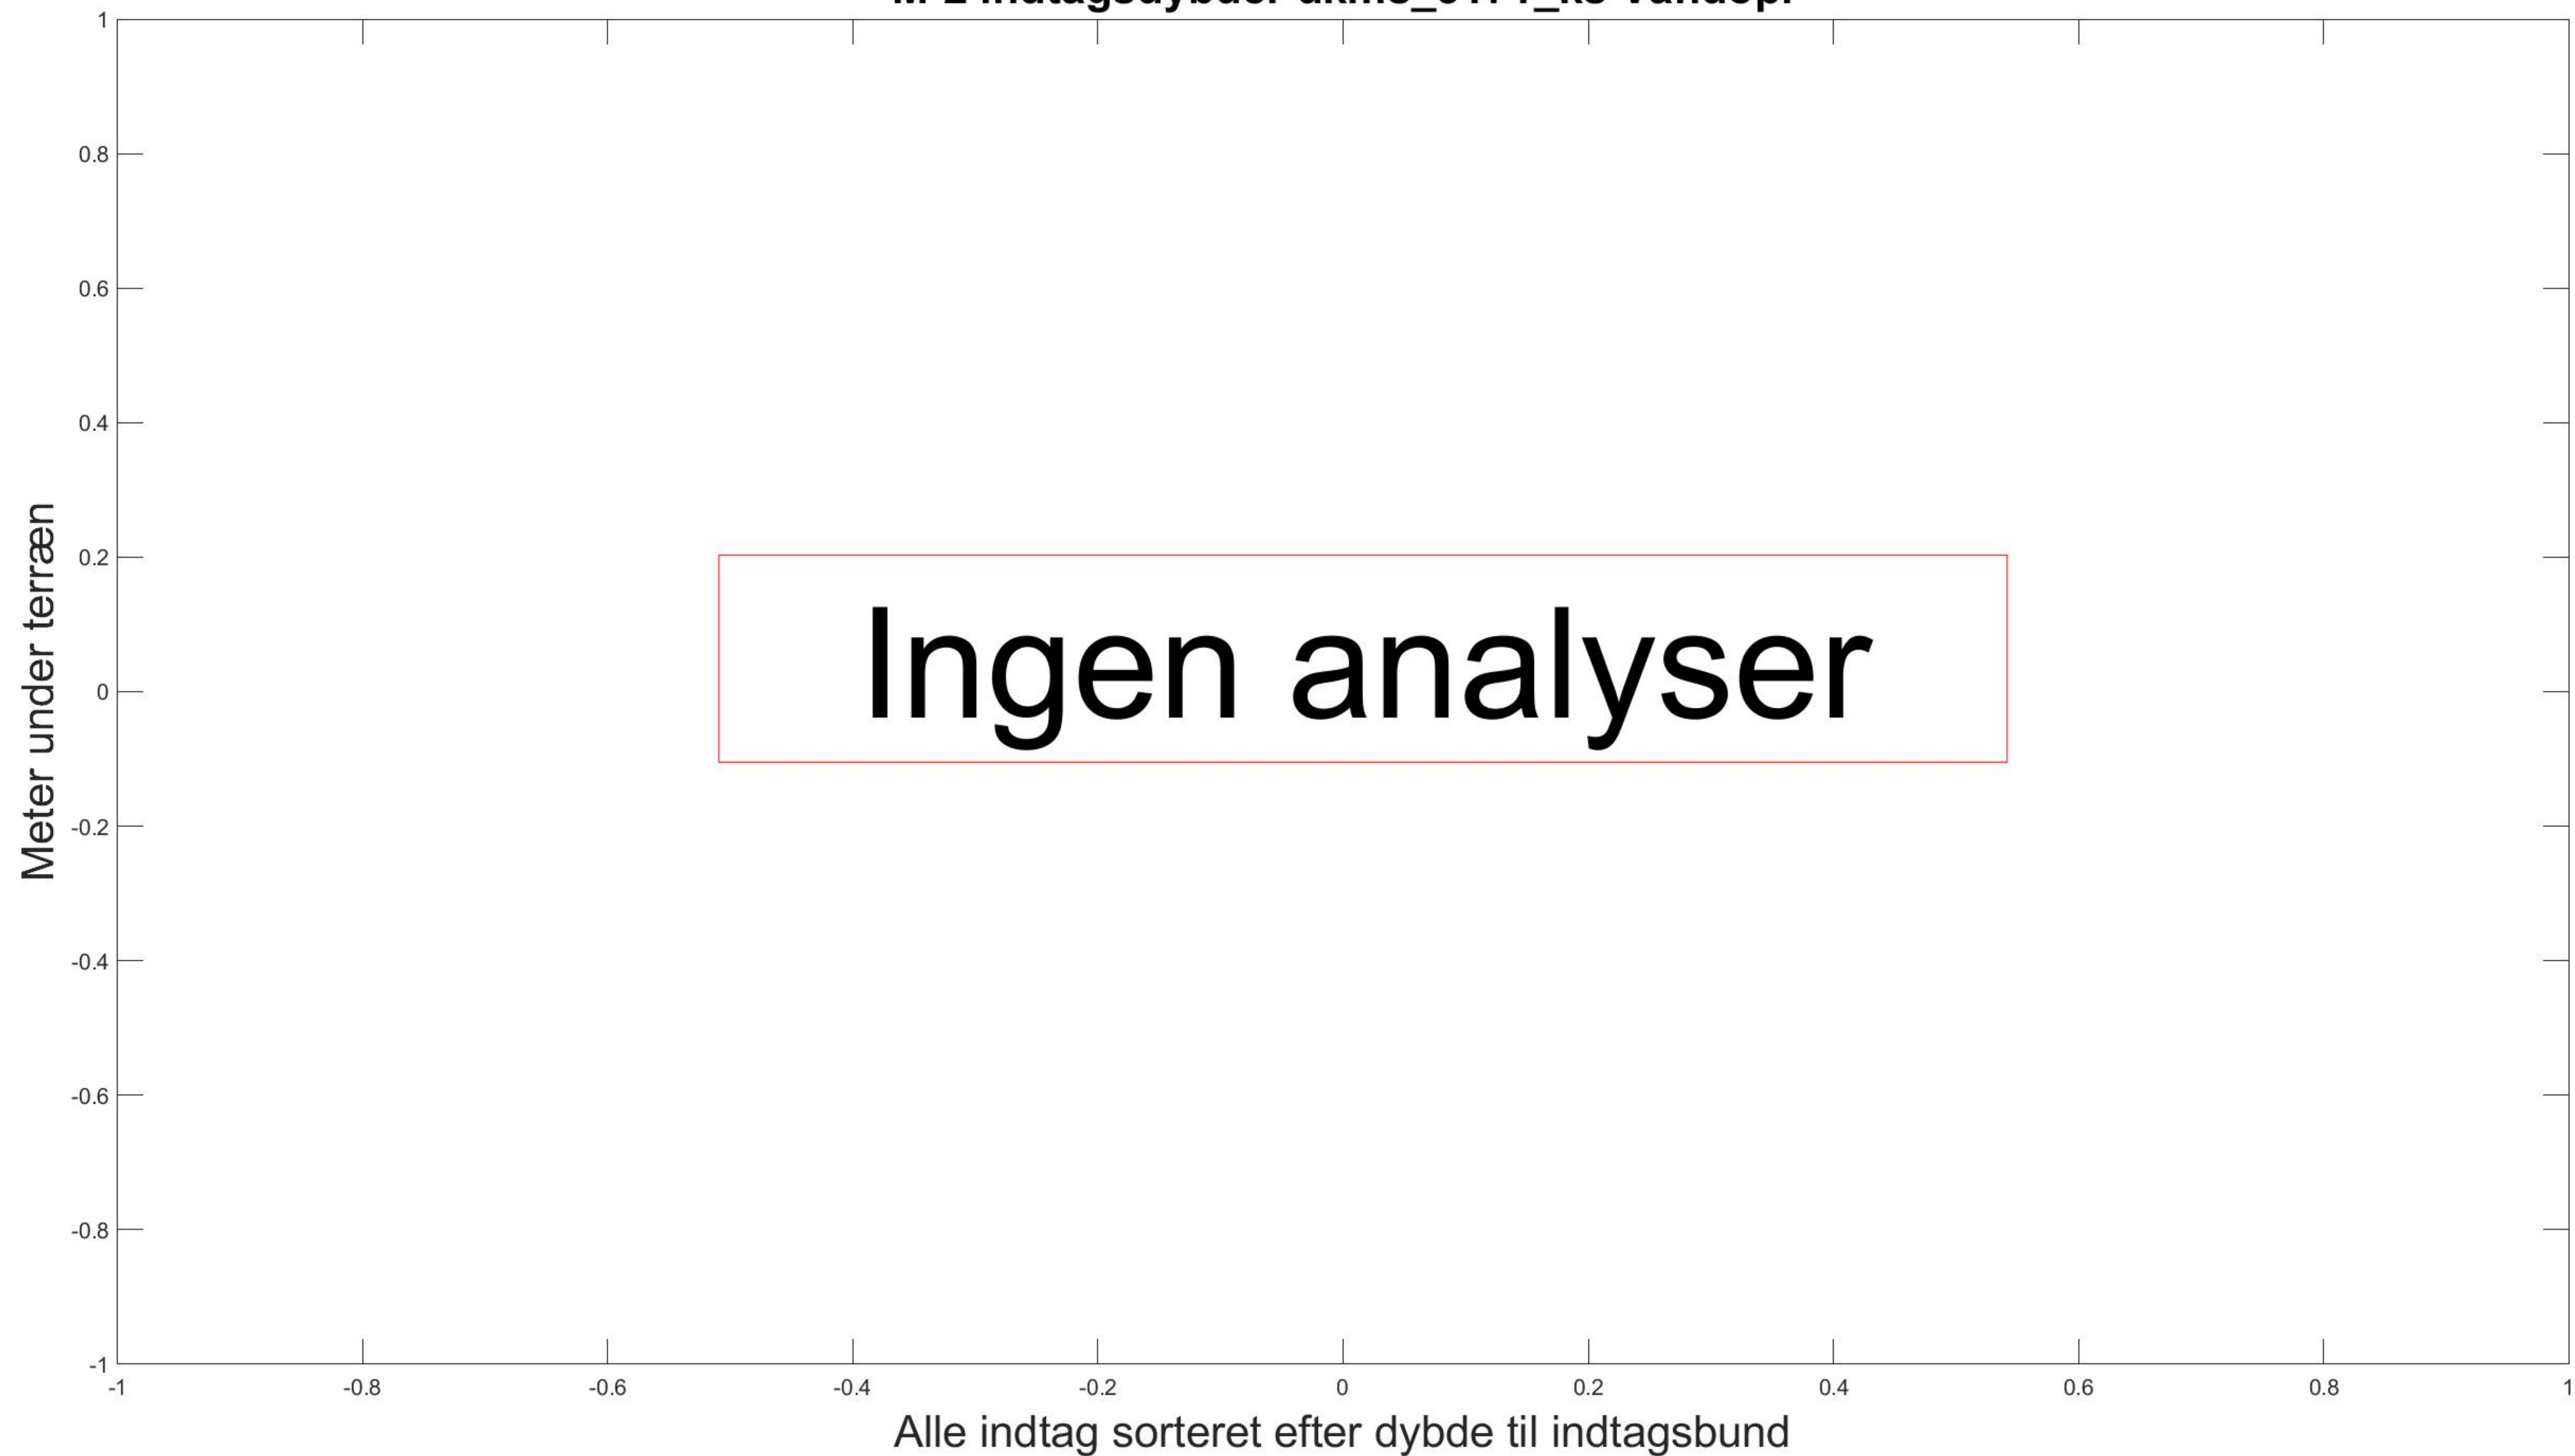 1
0.8
0.6
0.4
0.2
0
-0.2
-0.4
-0.6
-0.8
-1
Meter under terræn
Ingen analyser
-1 -0.8 -0.6 -0.4 -0.2 0 0.2 0.4 0.6 0.8 1
Alle indtag sorteret efter dybde til indtagsbund